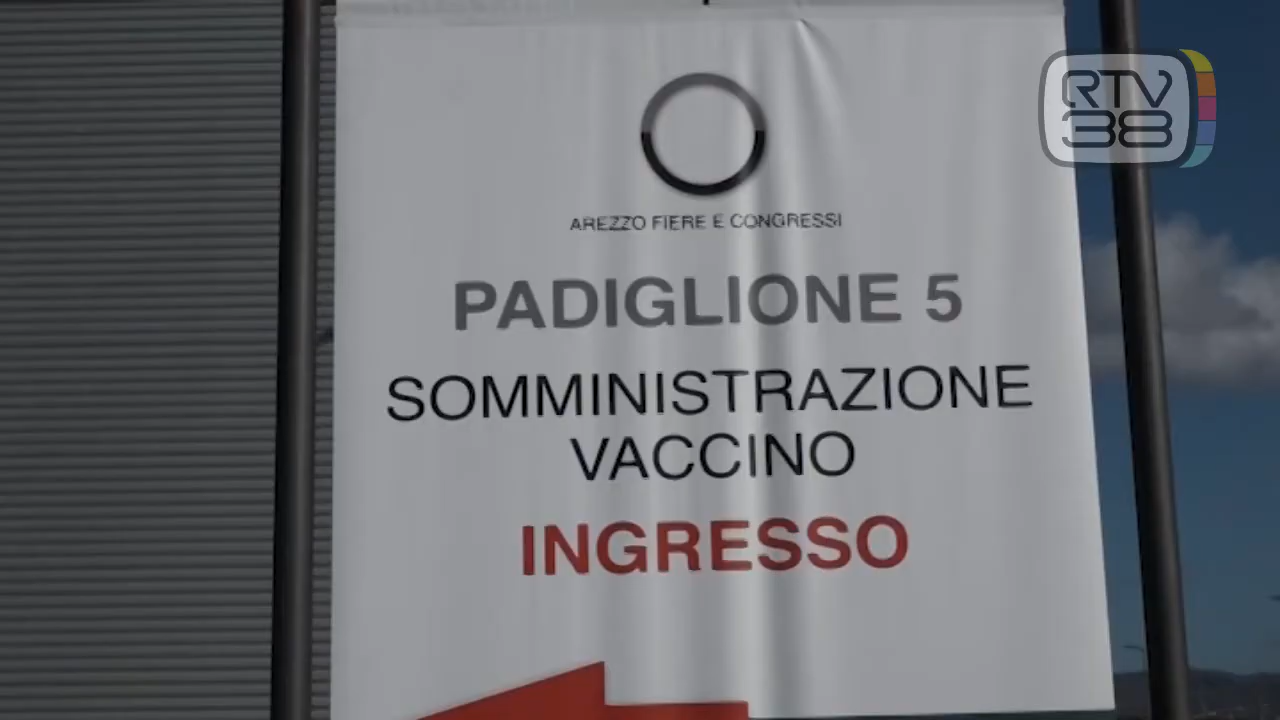 RTV
38
AREZZO FIERE E CONGRESSI
PADIGLIONE 5
SOMMINISTRAZIONE
VACCINO
INGRESSO